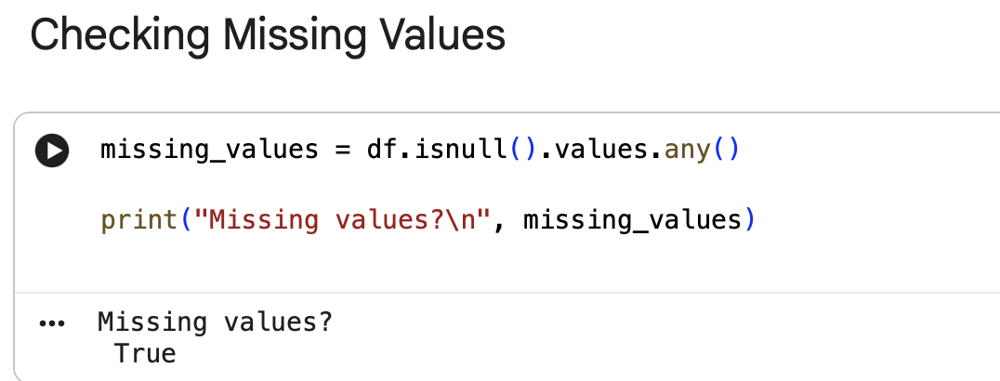 Checking Missing Values
missing_values = df.isnull().values.any()
print("Missing values?\n", missing_values)
Missing values?
True